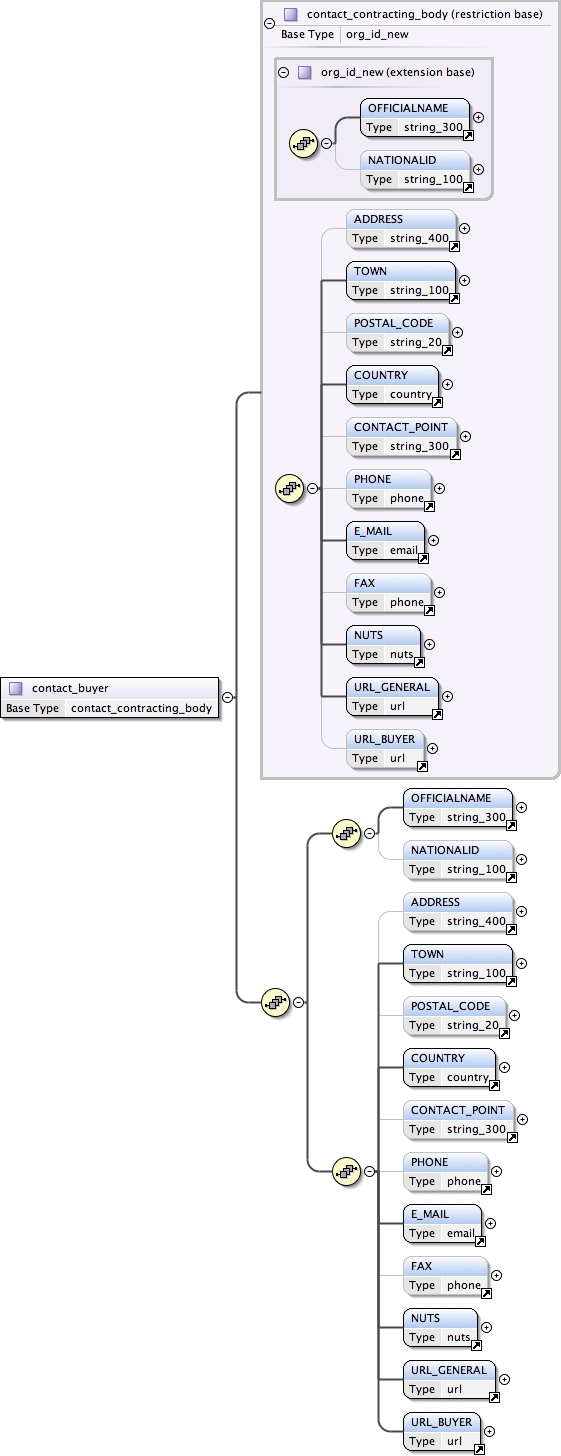 contact_contracting_body (restriction base)
Base Type org_id_new
org_id_new (extension base)
OFFICIALNAME
Type string_300
NATIONALID
Type string_100
ADDRESS
Type string_400
TOWN
Type string_100
POSTAL_CODE
Type string_20
COUNTRY
Type country
CONTACT_POINT
Type string_300
PHONE
Type phone
E_MAIL
Type email
FAX
Type phone
NUTS
Type nuts
URL_GENERAL
Type url
URL_BUYER
Type url
contact_buyer
Base Type contact_contracting_body
OFFICIALNAME
Type string_300
NATIONALID
Type string_100
ADDRESS
Type string_400
TOWN
Type string_100
POSTAL_CODE
Type string_20
COUNTRY
Type country
CONTACT_POINT
Type string_300
PHONE
Type phone
E_MAIL
Type email
FAX
Type phone
NUTS
Type nuts
URL_GENERAL
Type url
URL_BUYER
Type url